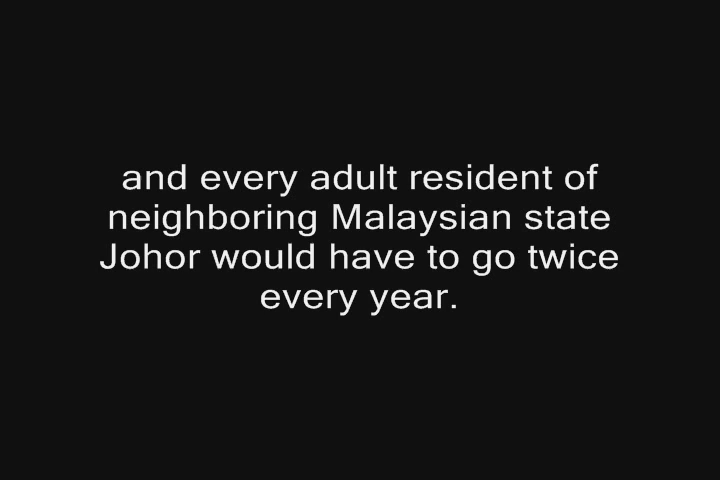 and every adult resident of
neighboring Malaysian state
Johor would have to go twice
every year.